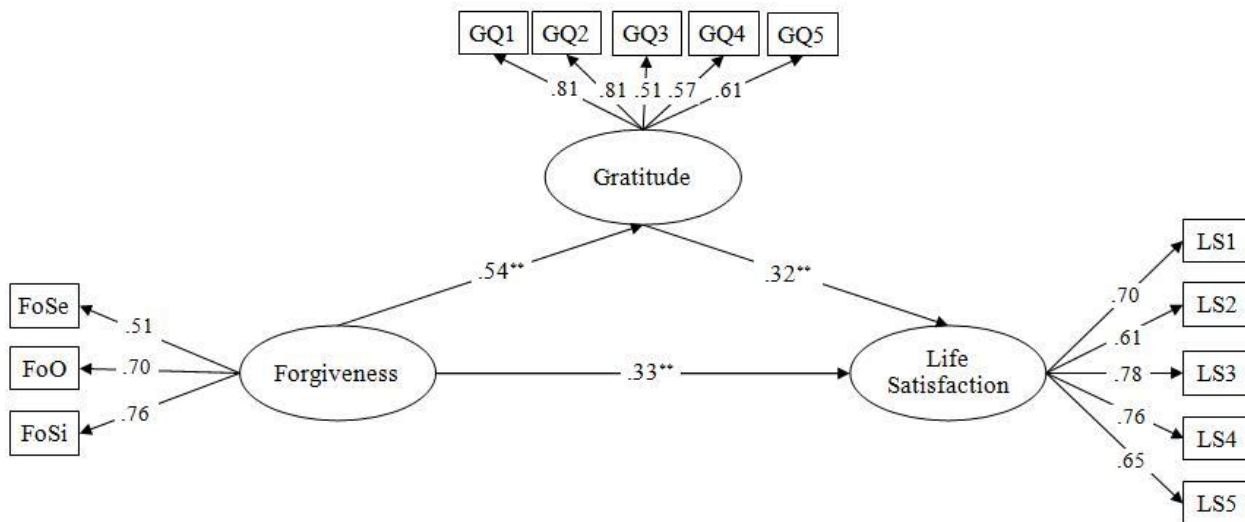 GQ1 GQ2 GQ3 GQ4 GQ5
.81 .81 .51 .57 .61
Gratitude
.54**
.32**
FoSe
FoO
FoSi
.51
.70
.76
Forgiveness
.33**
Life
Satisfaction
.70
.61
.78
.76
.65
LS1
LS2
LS3
LS4
LS5